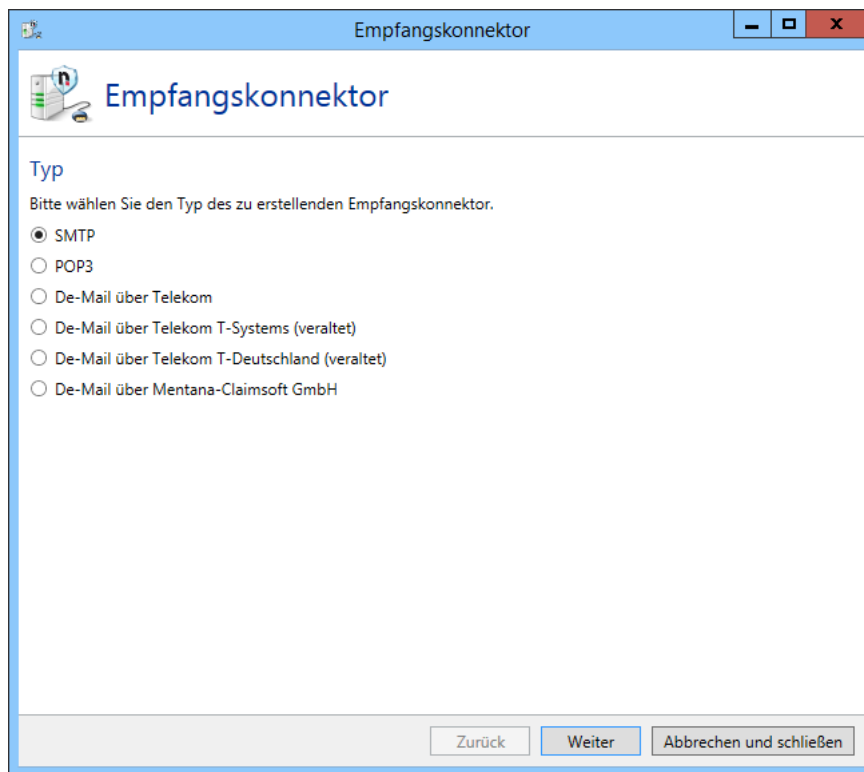 Empfangskonnektor
Empfangskonnektor
Typ
Bitte wählen Sie den Typ des zu erstellenden Empfangskonnektor.
SMTP
POP3
De-Mail über Telekom
De-Mail über Telekom T-Systems (veraltet)
De-Mail über Telekom T-Deutschland (veraltet)
De-Mail über Mentana-Claimsoft GmbH
Zurück Weiter Abbrechen und schließen